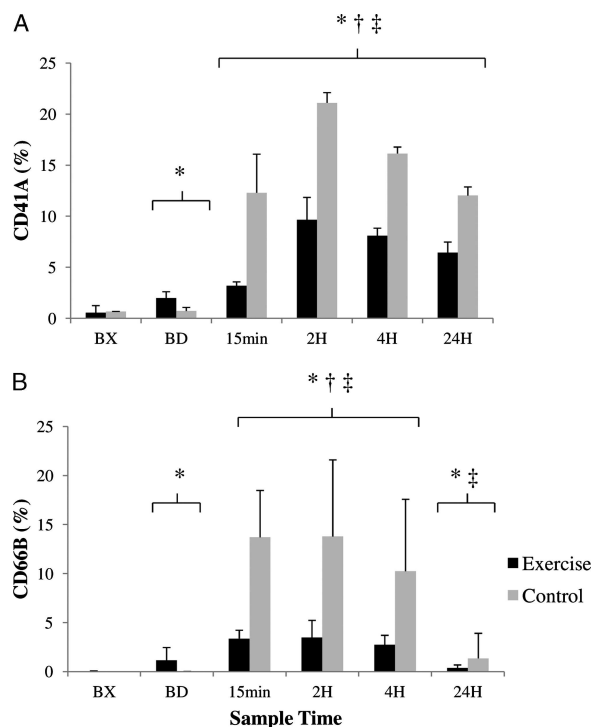 A
* † ‡
25
20
15
10
5
0
CD41A (%)
*
BX BD 15min 2H 4H 24H
B
* † ‡
25
20
15
10
5
0
CD66B (%)
*
* ‡
Exercise
Control
BX BD 15min 2H 4H 24H
Sample Time